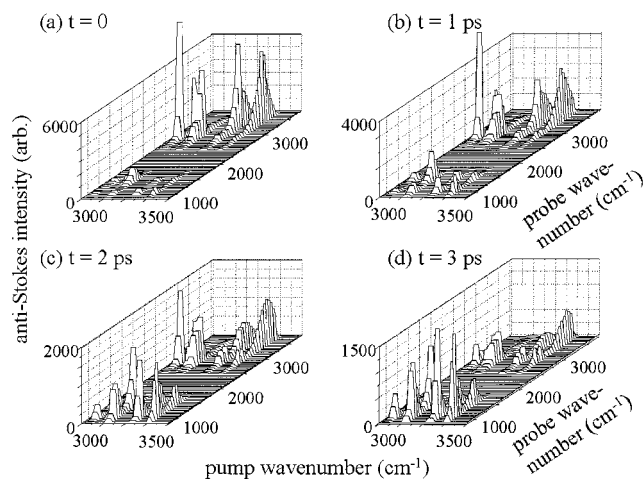 (a) t = 0
(b) t = 1 ps
6000
4000
3000
3000
2000
2000
0
0
1000
1000
3000
3500
3000
3500
probe wave-
number (cm-1)
anti-Stokes intensity (arb.)
(c) t = 2 ps
(d) t = 3 ps
2000
1500
3000
3000
2000
2000
0
0
1000
1000
3000
3500
3000
3500
probe wave-
number (cm-1)
pump wavenumber (cm-1)